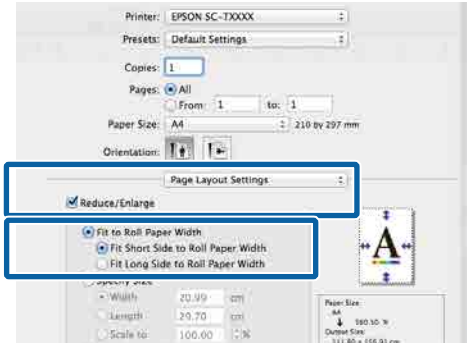 Printer: EPSON SC-TXXXX
Presets: Default Settings
Copies: 1
Pages: All
From: 1 to: 1
Paper Size: A4 210 by 297 mm
Orientation:
Page Layout Settings
Reduce/Enlarge
Fit to Roll Paper Width
Fit Short Side to Roll Paper Width
Fit Long Side to Roll Paper Width
Specify Size
Width 20.99 cm
Length 29.70 cm
Scale to 100.00 %
A
Paper Size:
A4
Output Size: